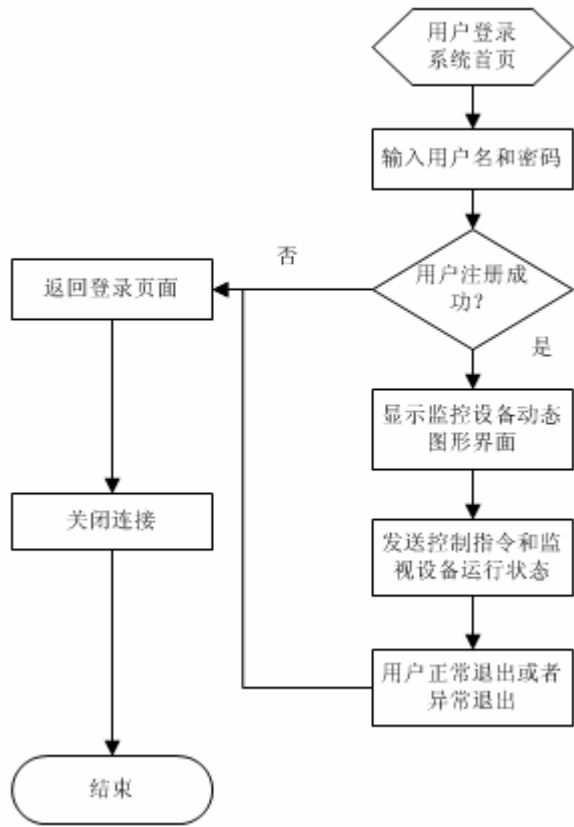 用户登录
系统首页
输入用户名和密码
否
用户注册成
功？
返回登录页面
是
显示监控设备动态
图形界面
关闭连接
发送控制指令和监
视设备运行状态
用户正常退出或者
异常退出
结束